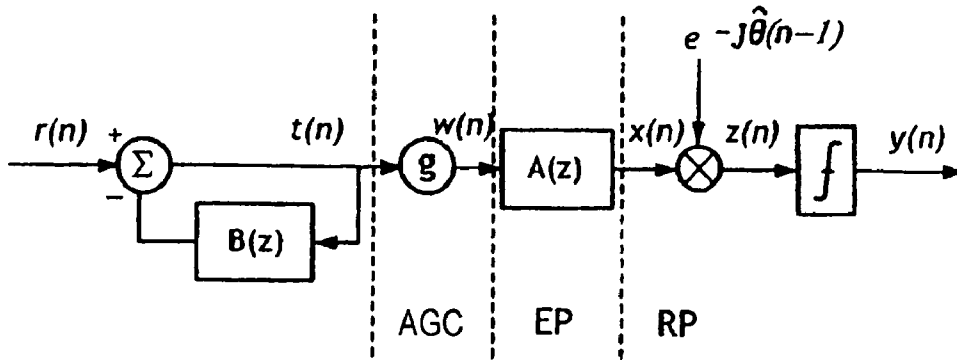 e -jθ̂(n-1)
r(n)
+
Σ
−
t(n)
g
w(n)
A(z)
x(n)
z(n)
∫
y(n)
B(z)
AGC
EP
RP